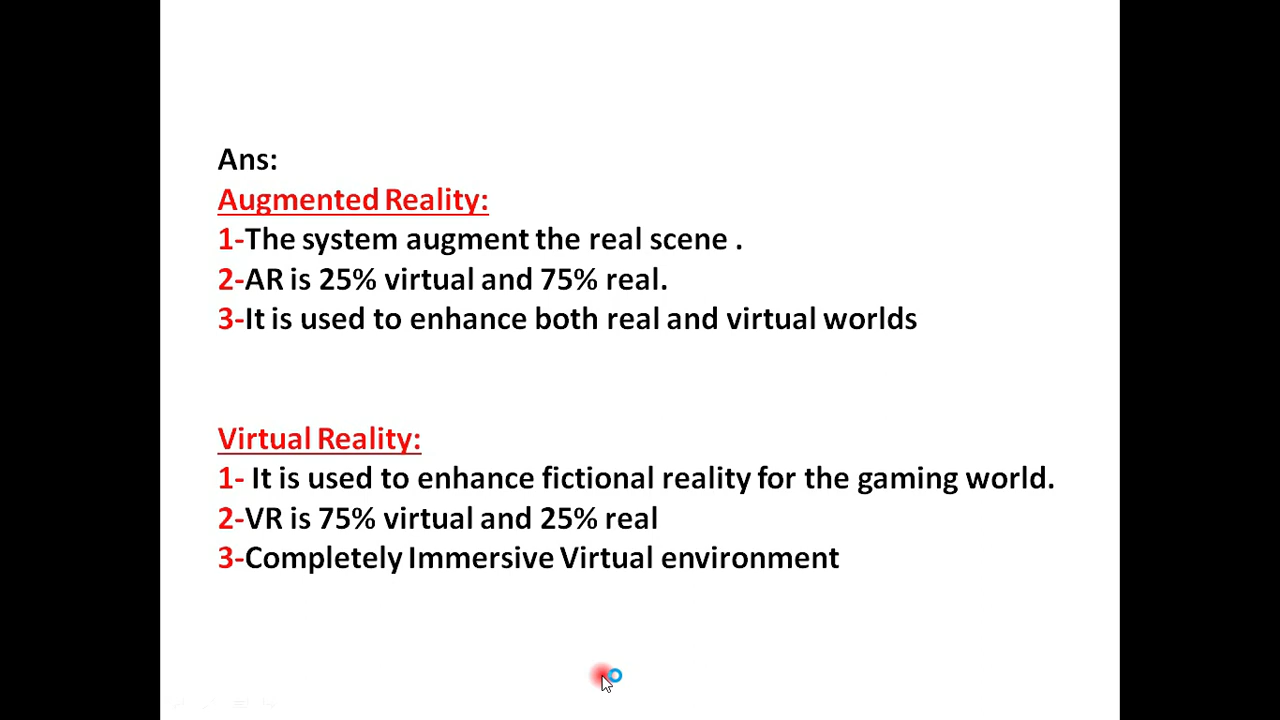 Ans:
Augmented Reality:
1-The system augment the real scene .
2-AR is 25% virtual and 75% real.
3-It is used to enhance both real and virtual worlds
Virtual Reality:
1- It is used to enhance fictional reality for the gaming world.
2-VR is 75% virtual and 25% real
3-Completely Immersive Virtual environment